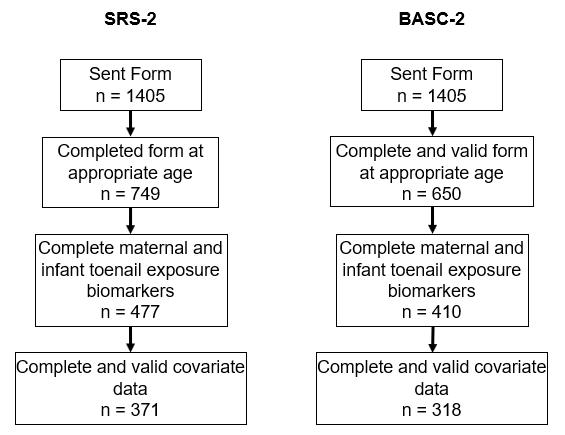 SRS-2
Sent Form
n = 1405
Completed form at
appropriate age
n = 749
Complete maternal and
infant toenail exposure
biomarkers
n = 477
Complete and valid covariate
data
n = 371
BASC-2
Sent Form
n = 1405
Complete and valid form
at appropriate age
n = 650
Complete maternal and
infant toenail exposure
biomarkers
n = 410
Complete and valid covariate
data
n = 318